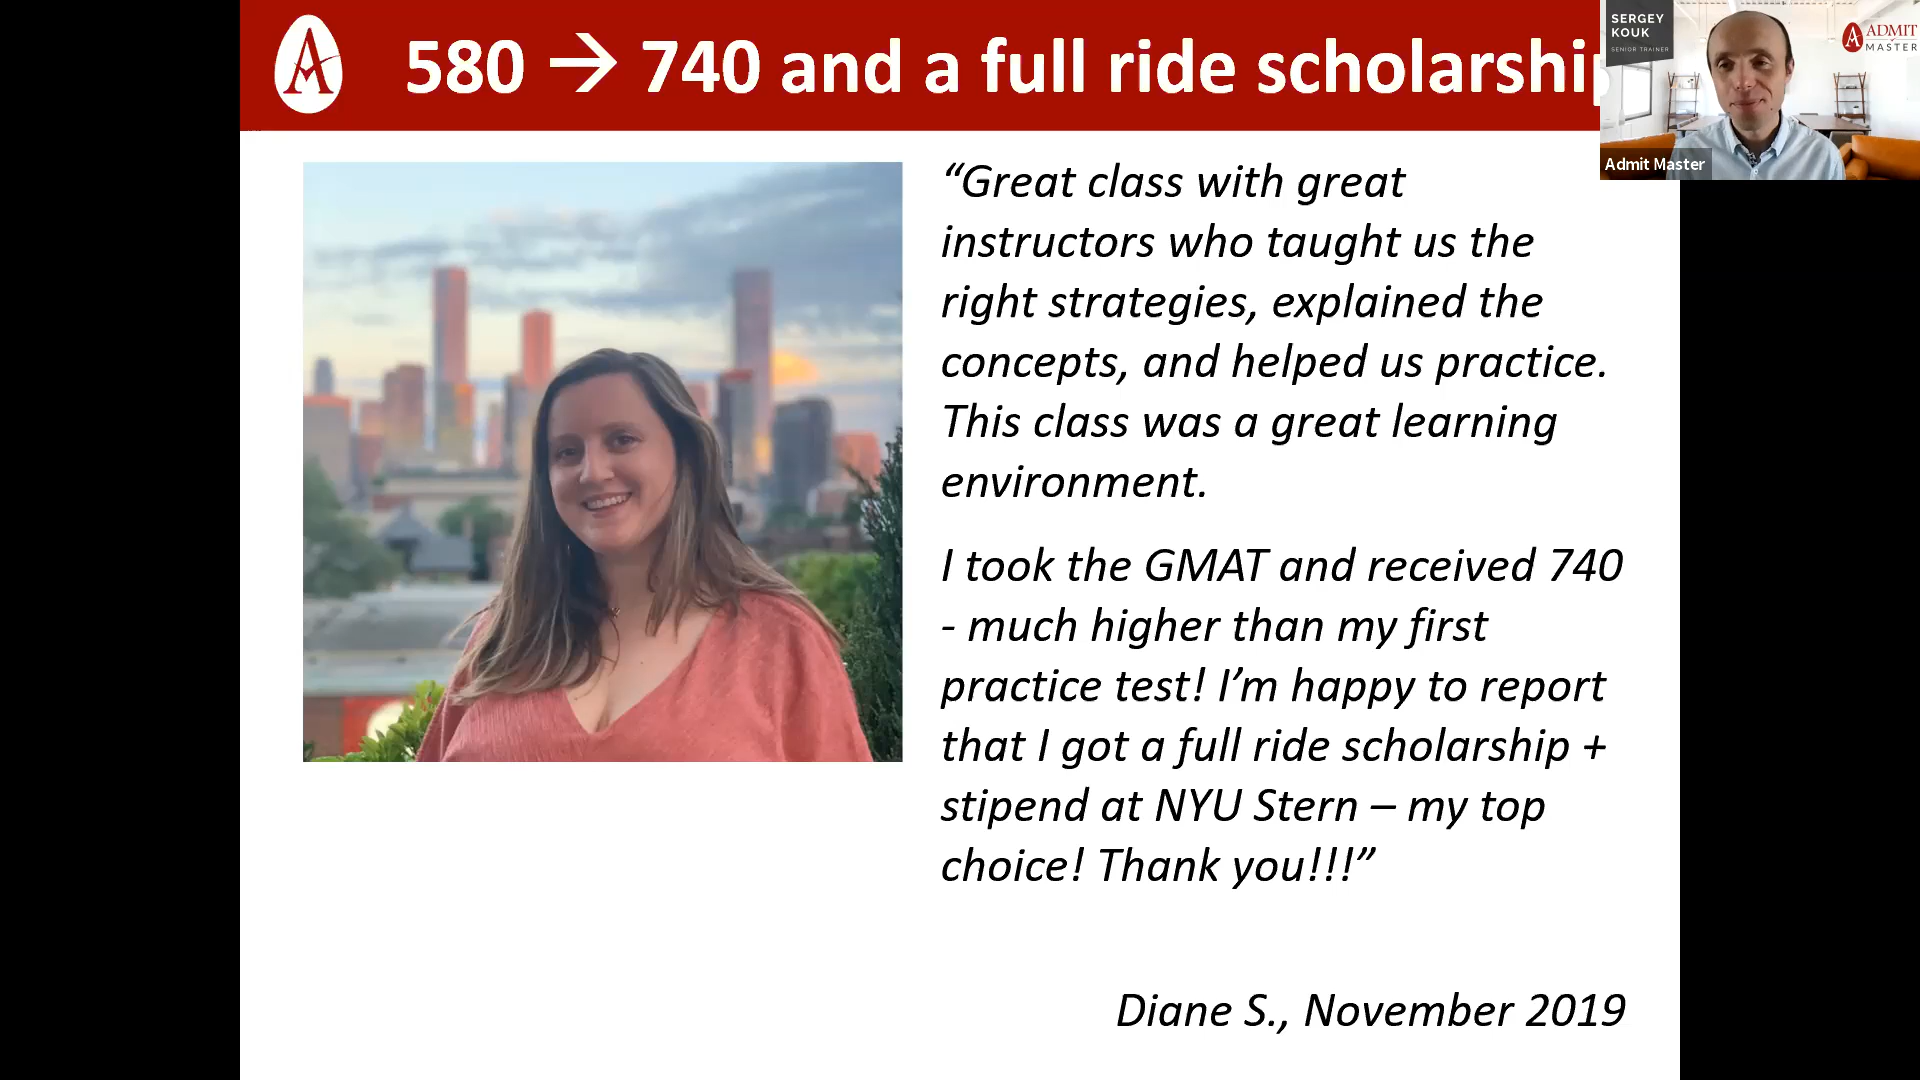 580 → 740 and a full ride scholarship
SERGEY
KOUK
SENIOR TRAINER
ADMIT
MASTER
Admit Master
“Great class with great
instructors who taught us the
right strategies, explained the
concepts, and helped us practice.
This class was a great learning
environment.
I took the GMAT and received 740
- much higher than my first
practice test! I’m happy to report
that I got a full ride scholarship +
stipend at NYU Stern – my top
choice! Thank you!!!”
Diane S., November 2019